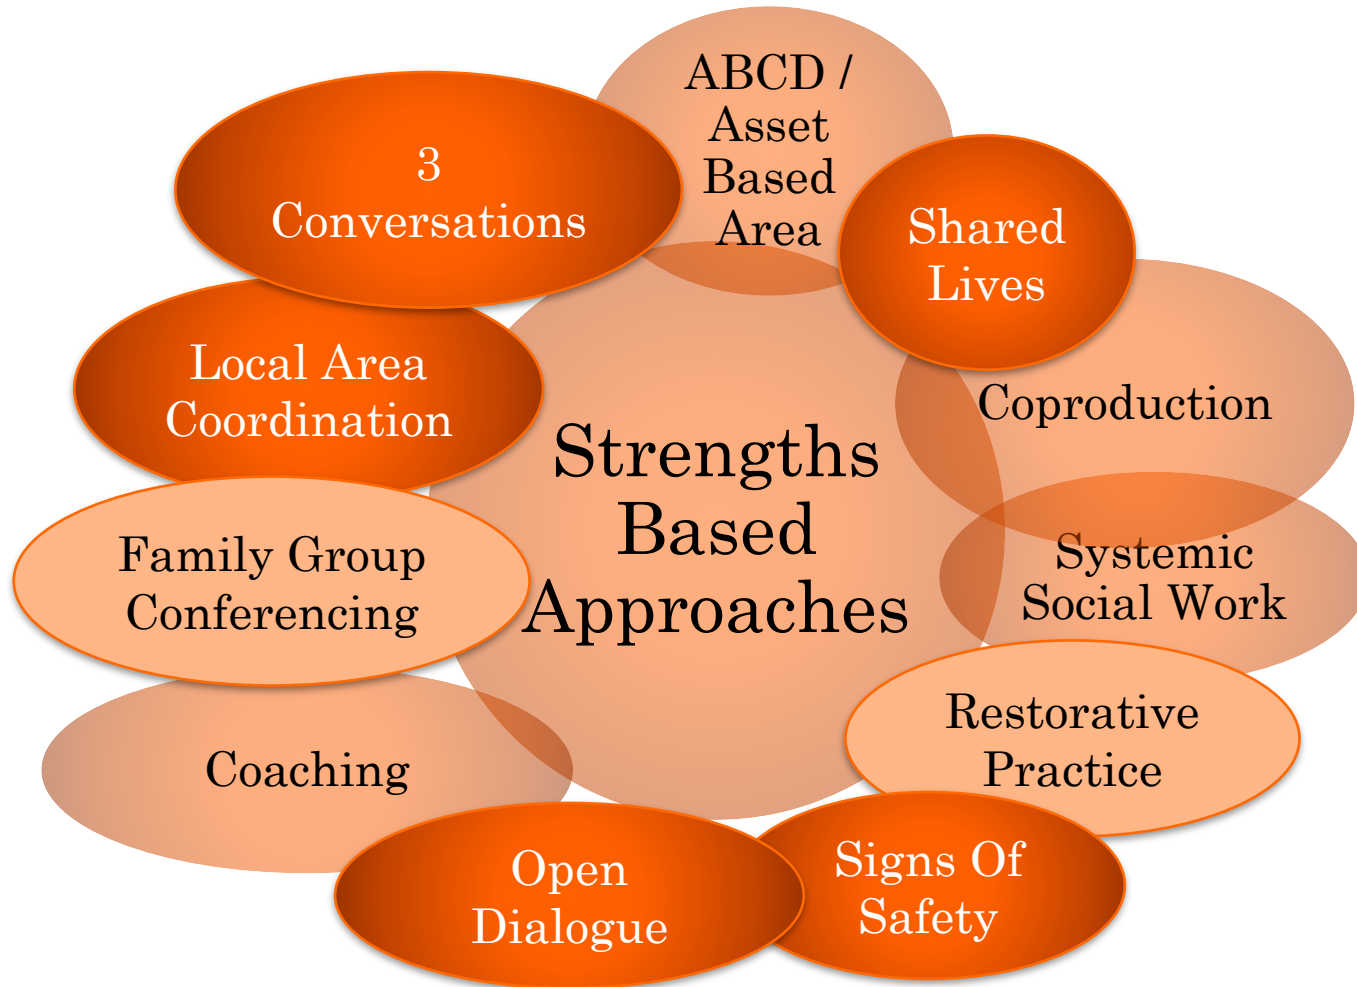 ABCD /
Asset
Based
Area
3
Conversations
Shared
Lives
Local Area
Coordination
Coproduction
Strengths
Based
Approaches
Family Group
Conferencing
Systemic
Social Work
Restorative
Practice
Coaching
Open
Dialogue
Signs Of
Safety